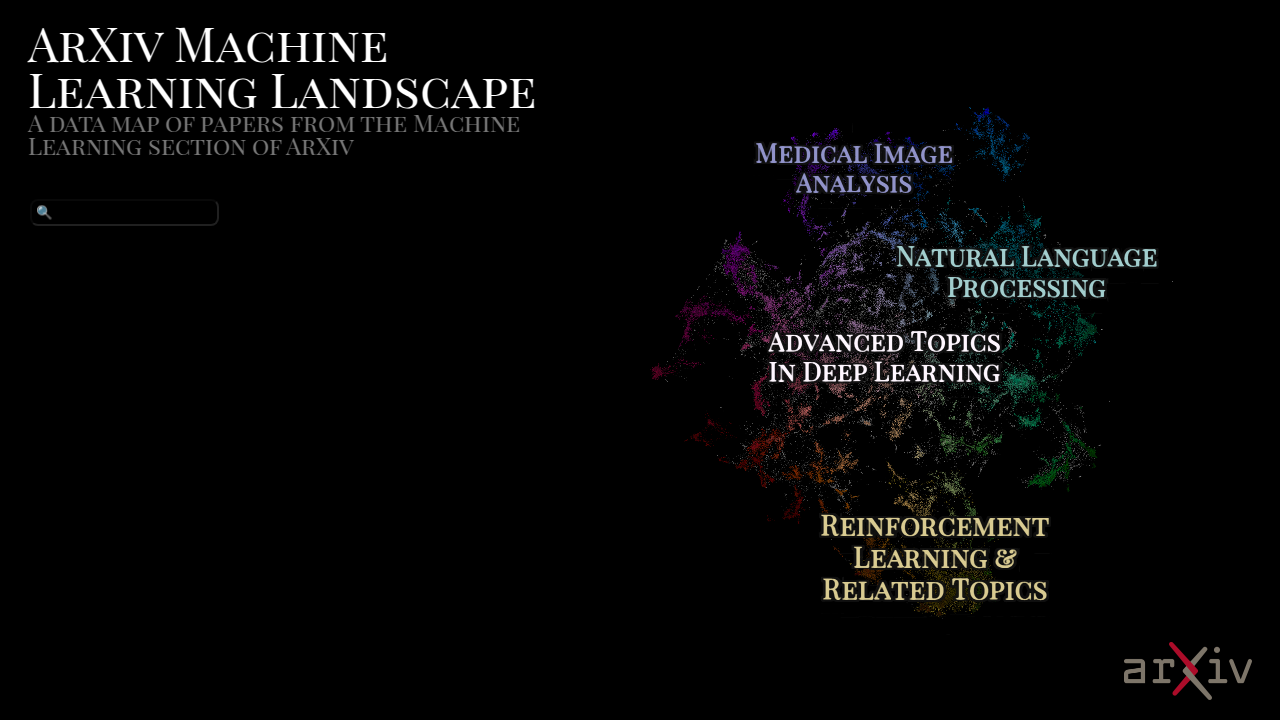 ArXiv Machine
Learning Landscape
A data map of papers from the Machine
Learning section of ArXiv
Medical Image
Analysis
Natural Language
Processing
Advanced Topics
In Deep Learning
Reinforcement
Learning &
Related Topics
arXiv